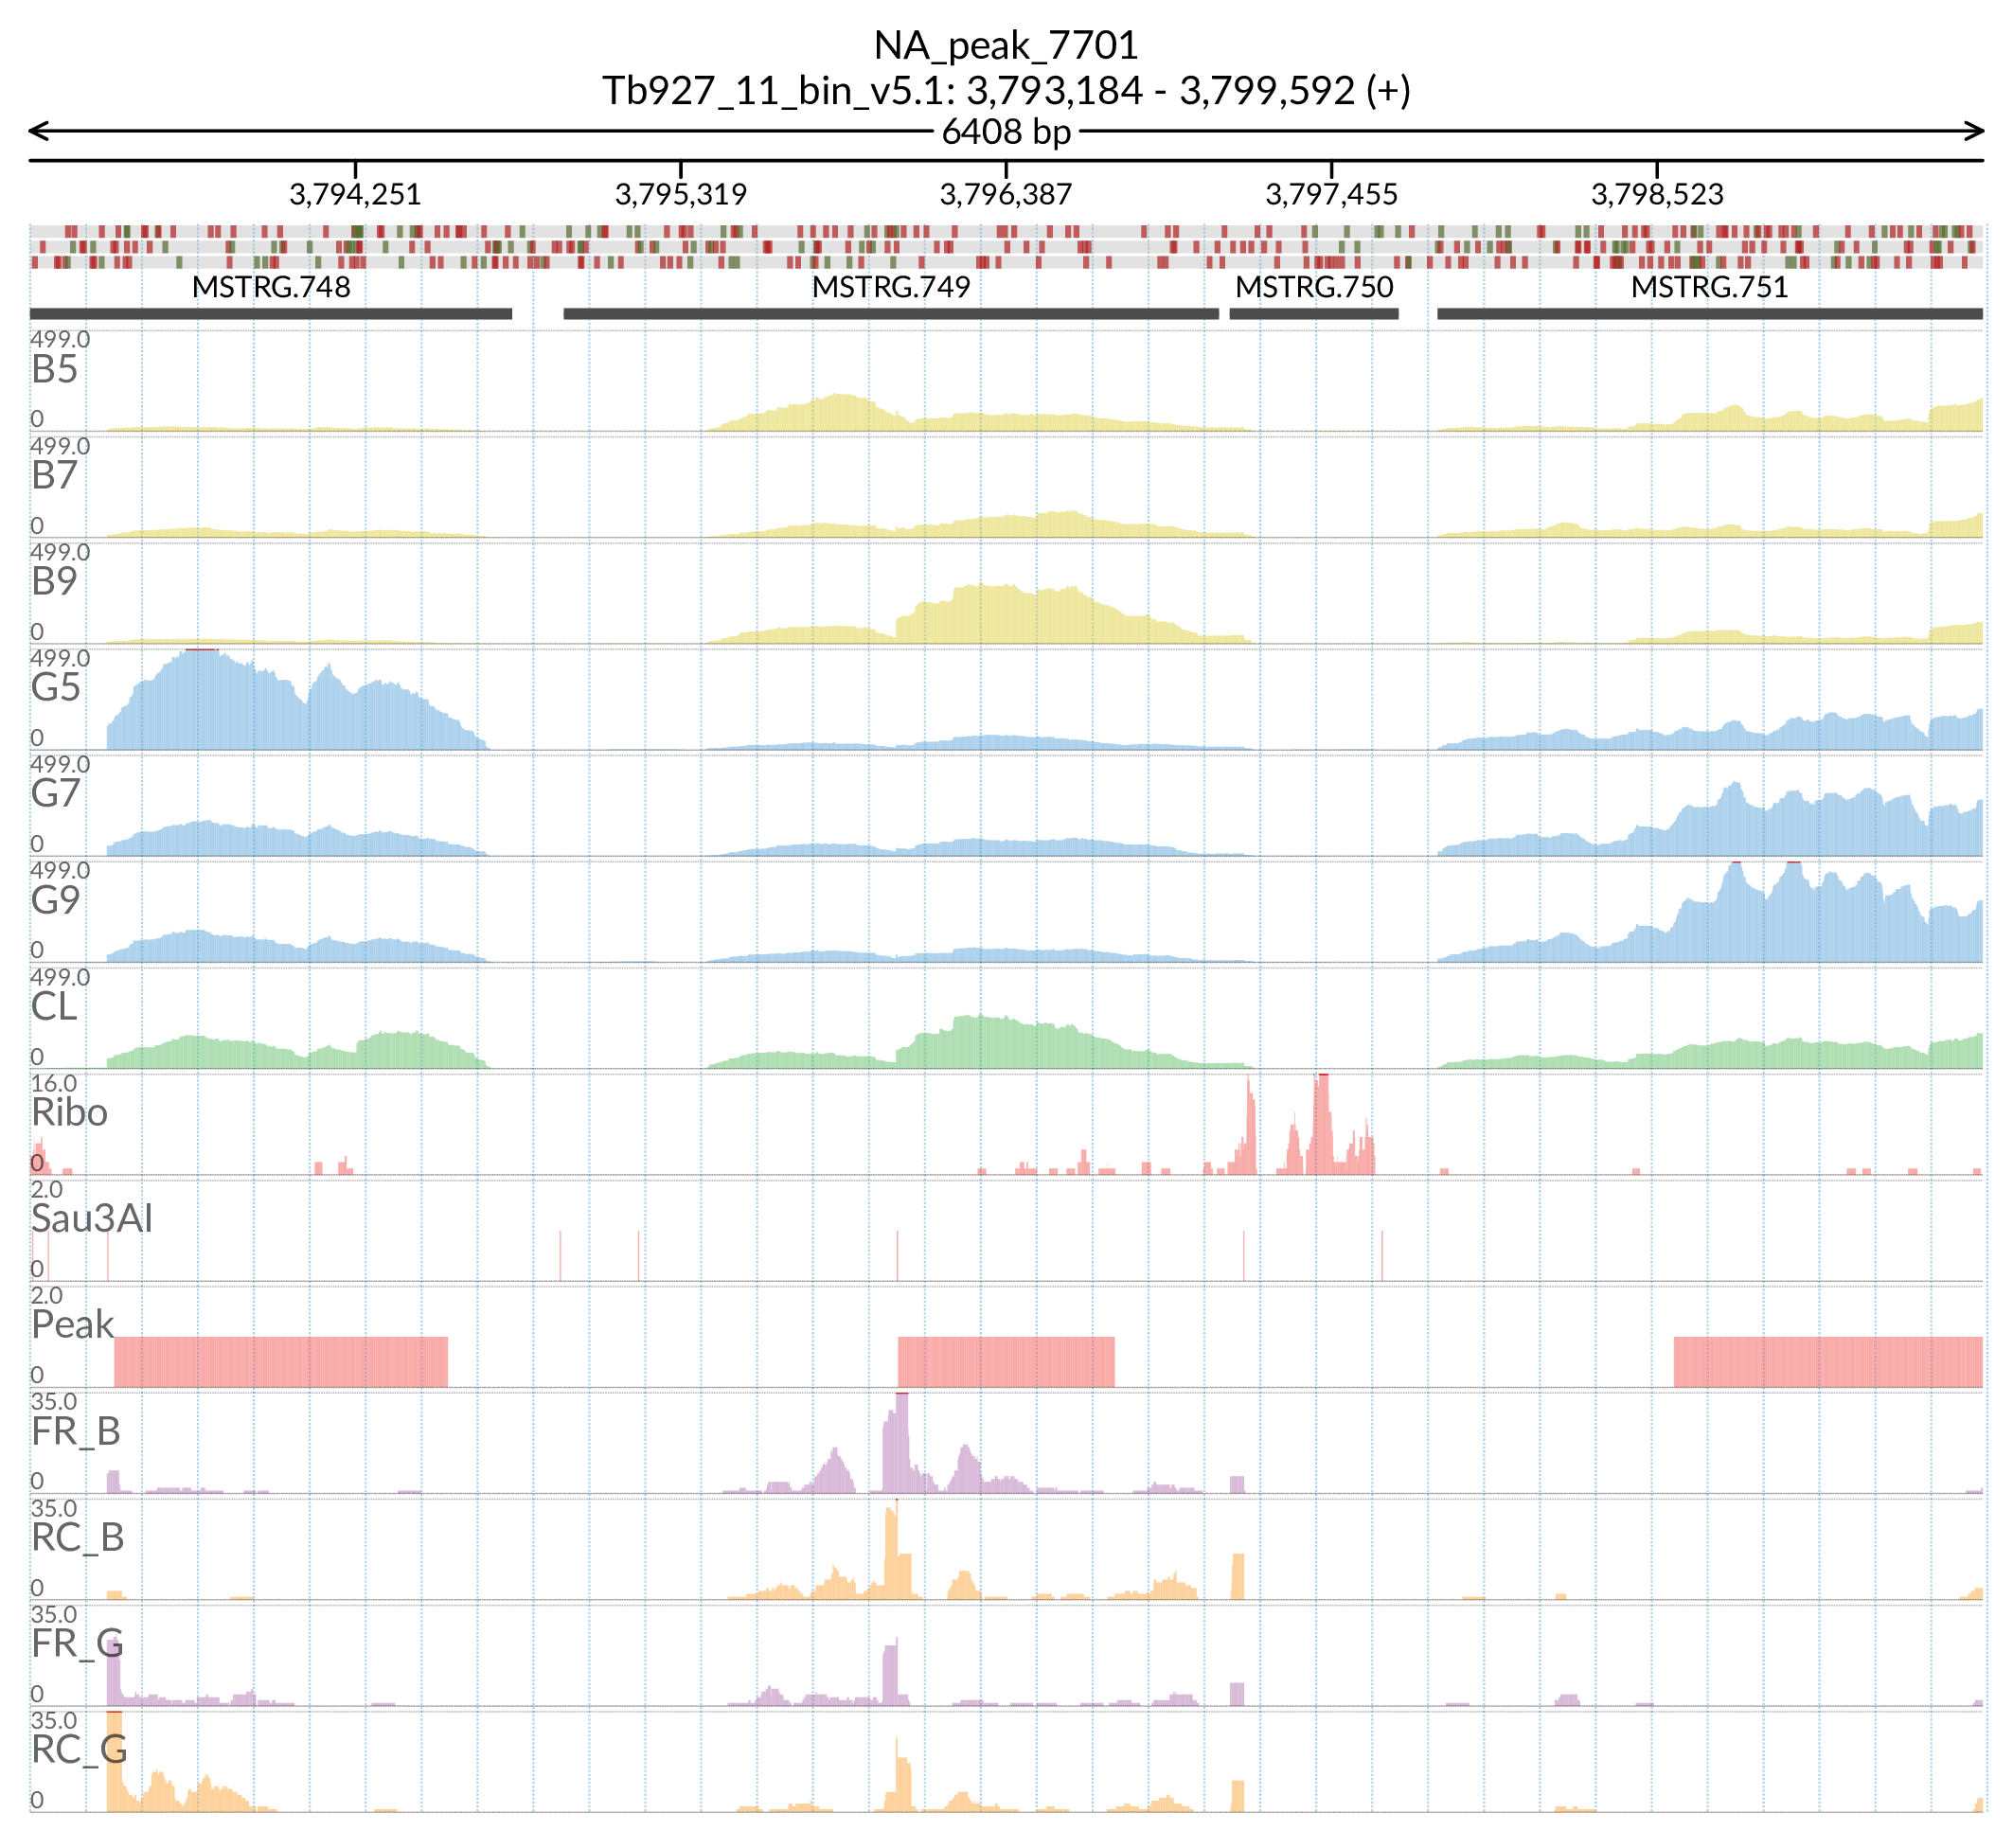 NA_peak_7701
Tb927_11_bin_v5.1: 3,793,184 - 3,799,592 (+)
6408 bp
3,794,251 3,795,319 3,796,387 3,797,455 3,798,523
MSTRG.748 MSTRG.749 MSTRG.750 MSTRG.751
499.0
B5
0
499.0
B7
0
499.0
B9
0
499.0
G5
0
499.0
G7
0
499.0
G9
0
499.0
CL
0
16.0
Ribo
0
2.0
Sau3AI
0
2.0
Peak
0
35.0
FR_B
0
35.0
RC_B
0
35.0
FR_G
0
35.0
RC_G
0